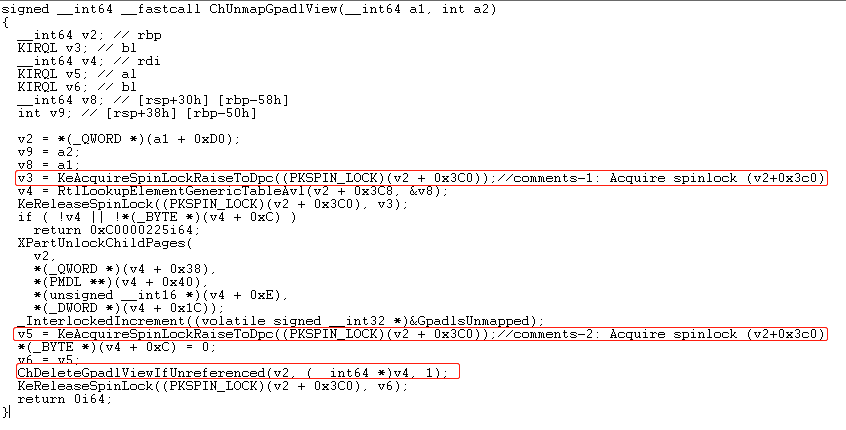 signed __int64 __fastcall ChUnmapGpadlView(__int64 a1, int a2)
{
  __int64 v2; // rbp
  KIRQL v3; // bl
  __int64 v4; // rdi
  KIRQL v5; // al
  KIRQL v6; // bl
  __int64 v8; // [rsp+30h] [rbp-58h]
  int v9; // [rsp+38h] [rbp-50h]
  v2 = *(_QWORD *)(a1 + 0xD0);
  v9 = a2;
  v8 = a1;
  v3 = KeAcquireSpinLockRaiseToDpc((PKSPIN_LOCK)(v2 + 0x3C0));//comments-1: Acquire spinlock (v2+0x3c0)
  v4 = RtlLookupElementGenericTableAvl(v2 + 0x3C8, &v8);
  KeReleaseSpinLock((PKSPIN_LOCK)(v2 + 0x3C0), v3);
  if ( !v4 || !*(_BYTE *)(v4 + 0xC) )
    return 0xC0000225i64;
  XPartUnlockChildPages(
    v2,
    *(_QWORD *)(v4 + 0x38),
    *(PMDL **)(v4 + 0x40),
    *(unsigned __int16 *)(v4 + 0xE),
    *(_DWORD *)(v4 + 0x1C));
  _InterlockedIncrement((volatile signed __int32 *)&GpadlsUnmapped);
  v5 = KeAcquireSpinLockRaiseToDpc((PKSPIN_LOCK)(v2 + 0x3C0));//comments-2: Acquire spinlock (v2+0x3c0)
  *(_BYTE *)(v4 + 0xC) = 0;
  v6 = v5;
  ChDeleteGpadlViewIfUnreferenced(v2, (__int64 *)v4, 1);
  KeReleaseSpinLock((PKSPIN_LOCK)(v2 + 0x3C0), v6);
  return 0i64;
}